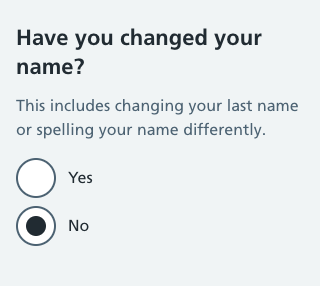 Have you changed your
name?
This includes changing your last name
or spelling your name differently.
Yes
No